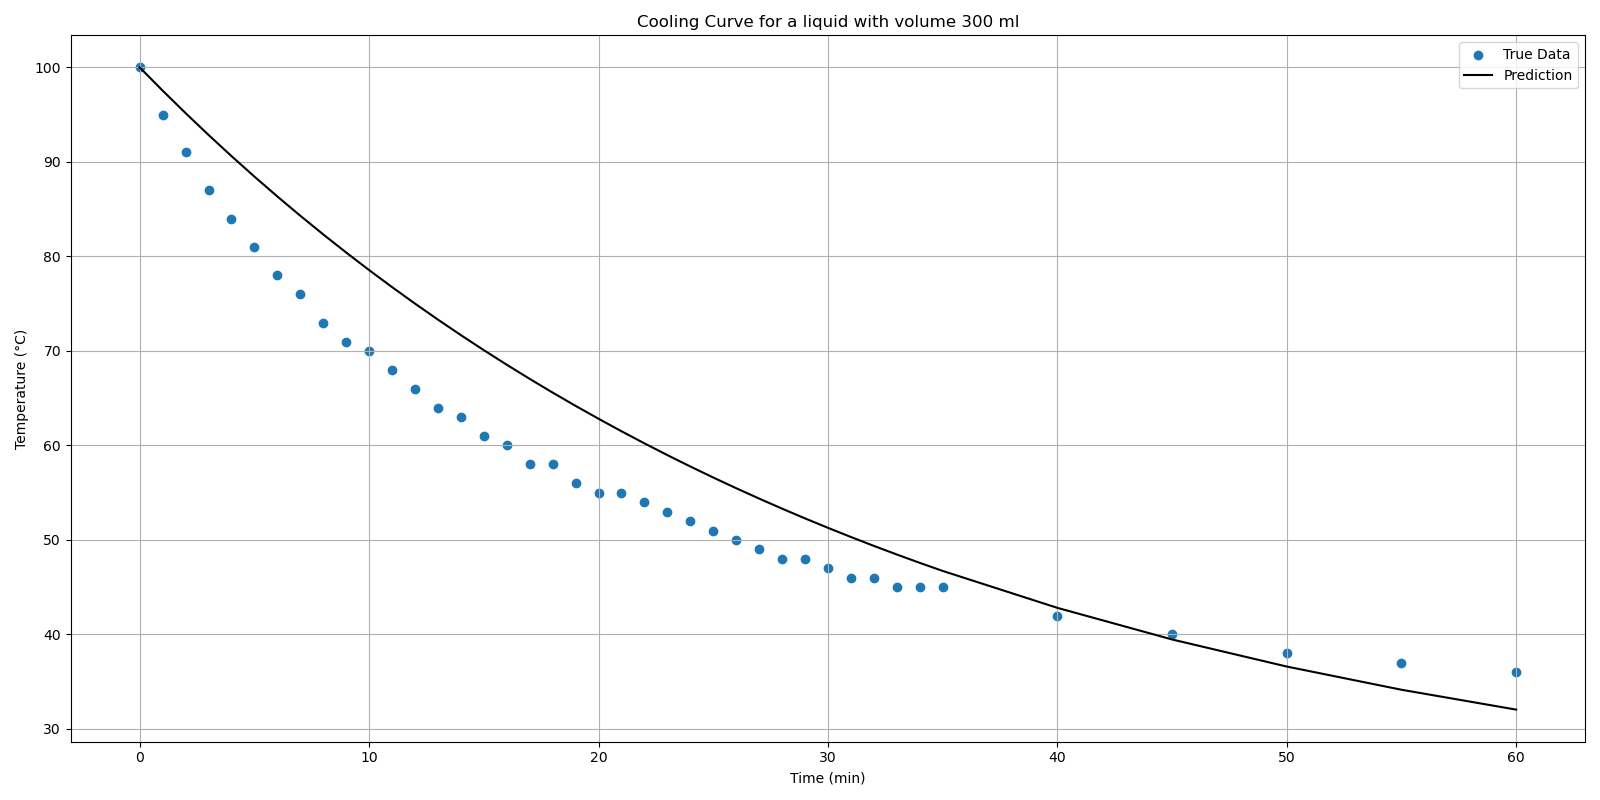 Cooling Curve for a liquid with volume 300 ml
True Data
Prediction
100
90
80
70
60
50
40
30
Temperature (°C)
0 10 20 30 40 50 60
Time (min)